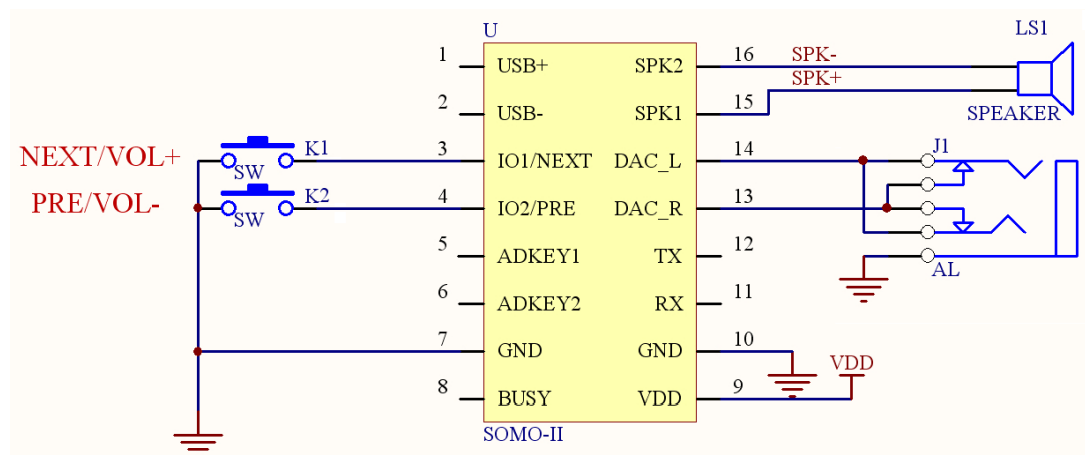 U
LS1
1 USB+ SPK2 16 SPK-
SPK+
2 USB- SPK1 15 SPEAKER
NEXT/VOL+ SW K1 3 IO1/NEXT DAC_L 14 J1
PRE/VOL- SW K2 4 IO2/PRE DAC_R 13
5 ADKEY1 TX 12 AL
6 ADKEY2 RX 11
7 GND GND 10
VDD
8 BUSY VDD 9
SOMO-II